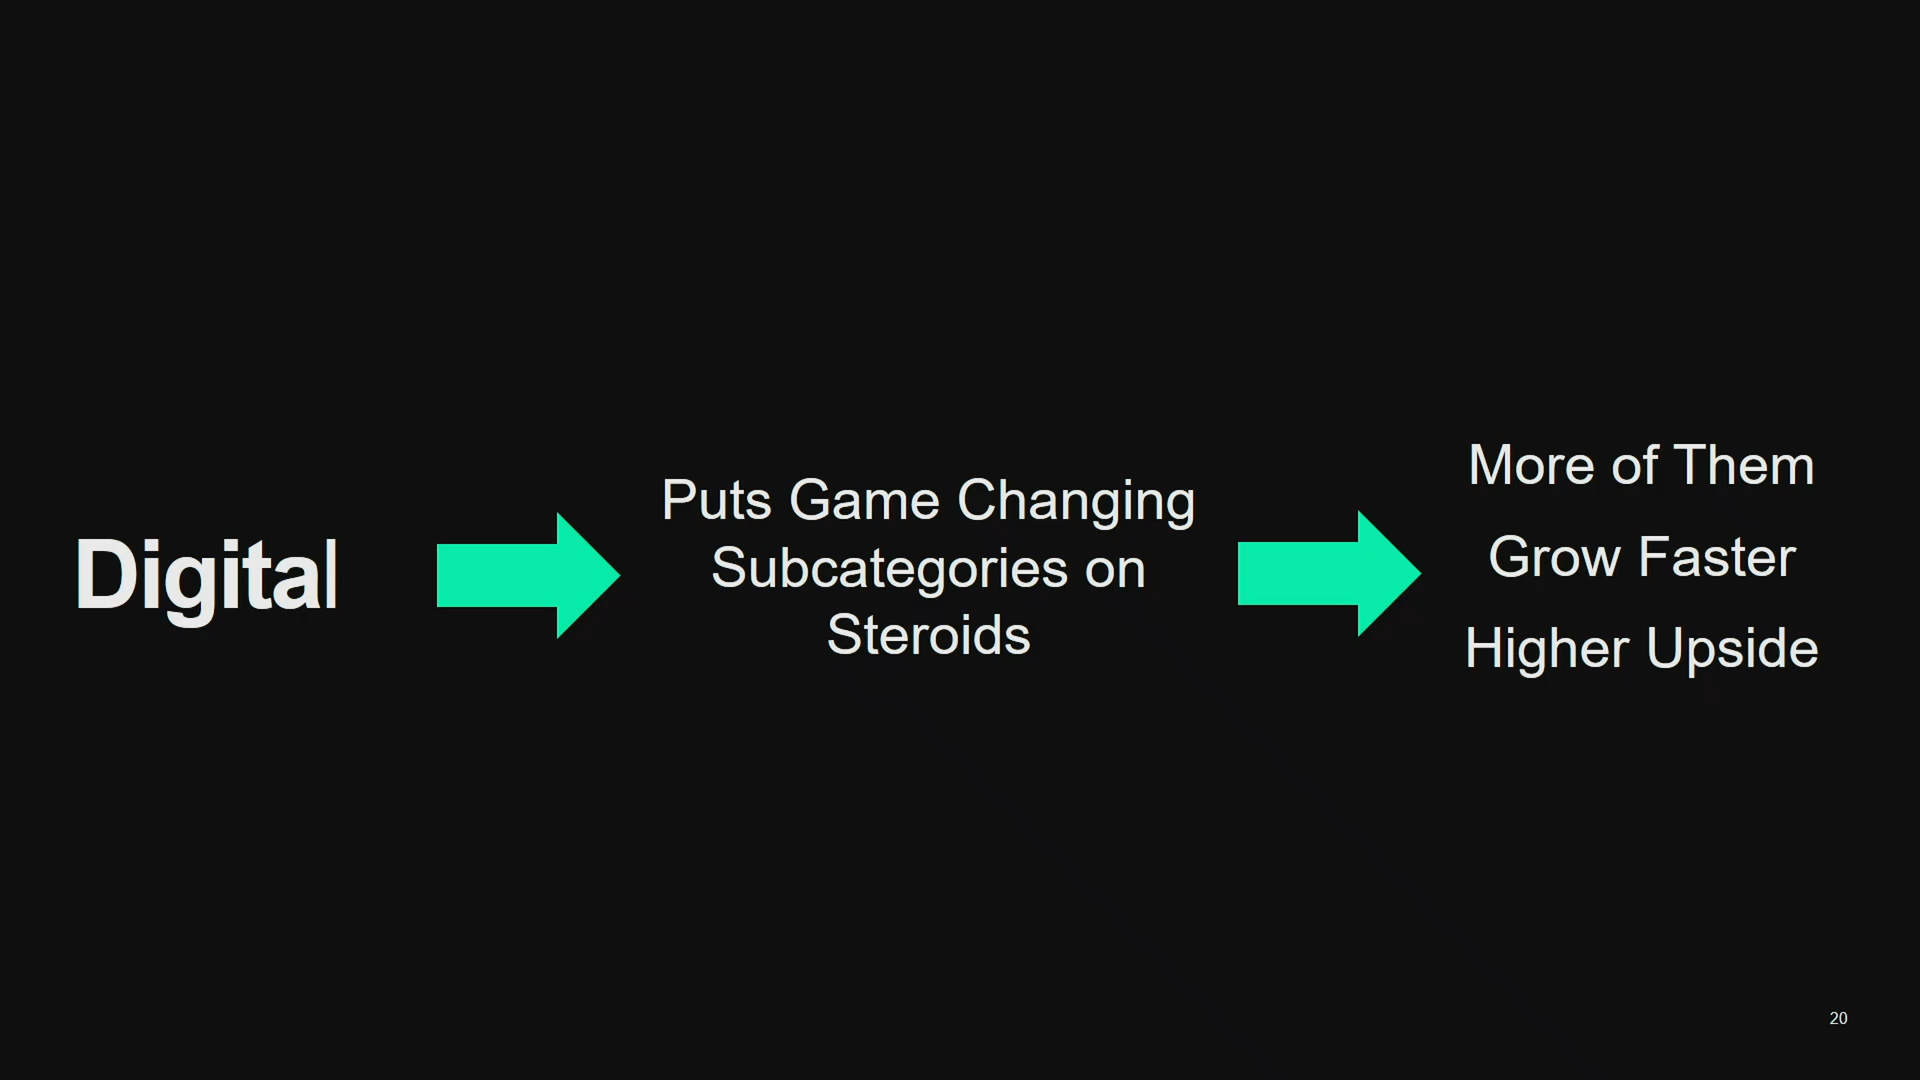 Digital
Puts Game Changing
Subcategories on
Steroids
More of Them
Grow Faster
Higher Upside
20